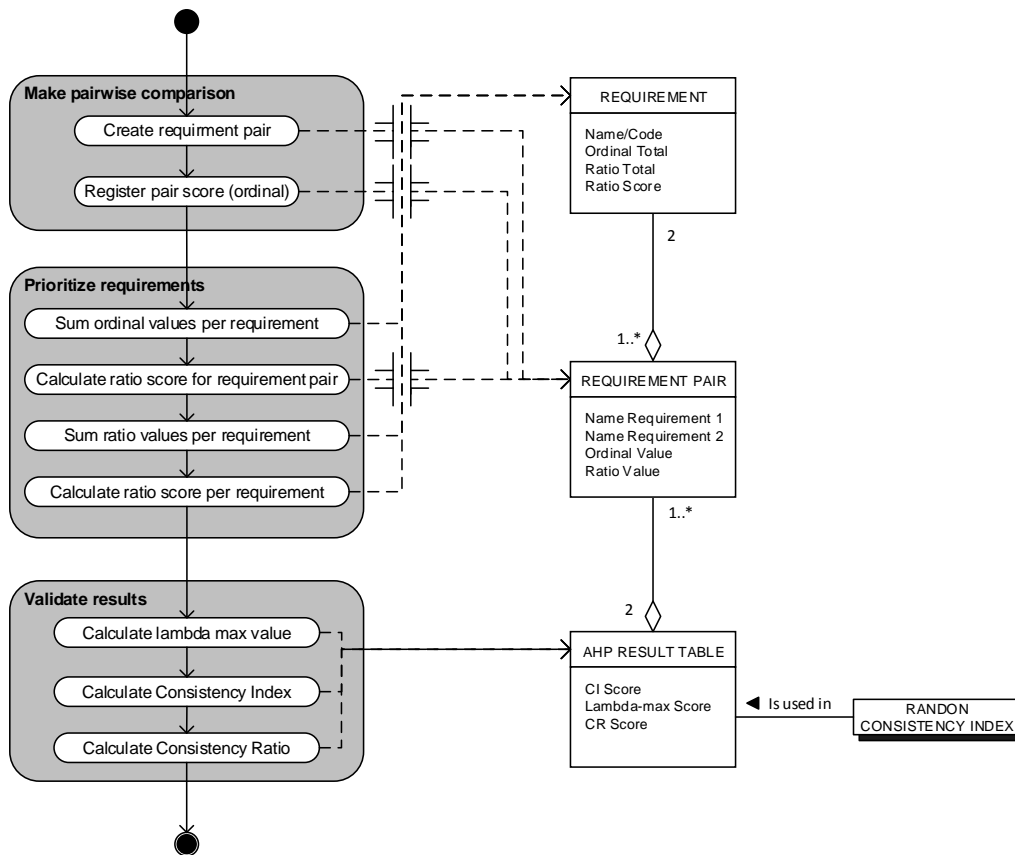 Make pairwise comparison
Create requirment pair
Register pair score (ordinal)
Prioritize requirements
Sum ordinal values per requirement
Calculate ratio score for requirement pair
Sum ratio values per requirement
Calculate ratio score per requirement
Validate results
Calculate lambda max value
Calculate Consistency Index
Calculate Consistency Ratio
REQUIREMENT
Name/Code
Ordinal Total
Ratio Total
Ratio Score
2
1..*
REQUIREMENT PAIR
Name Requirement 1
Name Requirement 2
Ordinal Value
Ratio Value
1..*
2
AHP RESULT TABLE
CI Score
Lambda-max Score
CR Score
Is used in
RANDON
CONSISTENCY INDEX